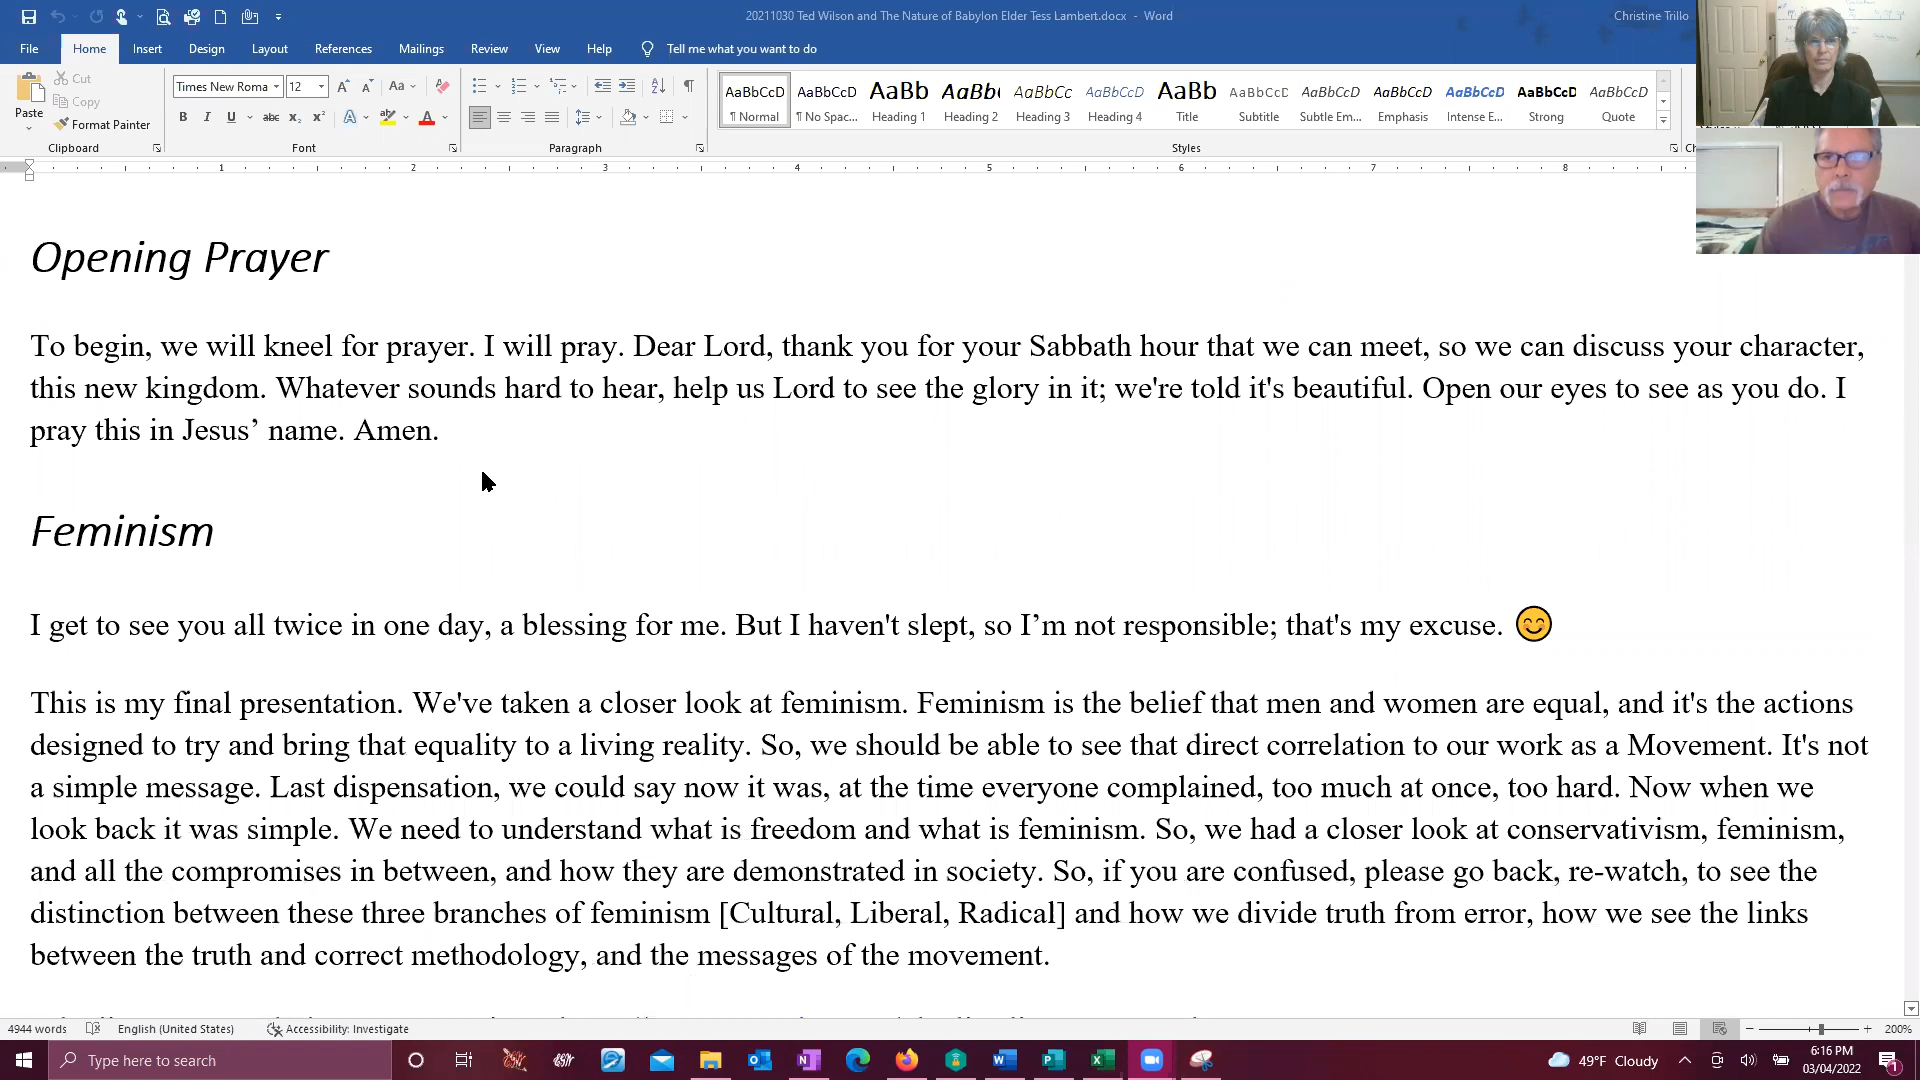 20211030 Ted Wilson and The Nature of Babylon Elder Tess Lambert.docx - Word
Christine Trillo
File Home Insert Design Layout References Mailings Review View Help Tell me what you want to do
Paste
Cut
Copy
Format Painter
Clipboard
Times New Roma 12
Font
Paragraph
AaBbCcD AaBbCcD AaBb AaBb( AaBbCc AaBbCcD AaBb AaBbCcD AaBbCcD AaBbCcD AaBbCcD AaBbCcD AaBbCcD
¶ Normal ¶ No Spac... Heading 1 Heading 2 Heading 3 Heading 4 Title Subtitle Subtle Em... Emphasis Intense E... Strong Quote
Styles
1 2 3 4 5 6 7 8
Opening Prayer
To begin, we will kneel for prayer. I will pray. Dear Lord, thank you for your Sabbath hour that we can meet, so we can discuss your character,
this new kingdom. Whatever sounds hard to hear, help us Lord to see the glory in it; we're told it's beautiful. Open our eyes to see as you do. I
pray this in Jesus’ name. Amen.
Feminism
I get to see you all twice in one day, a blessing for me. But I haven't slept, so I’m not responsible; that's my excuse. 😊
This is my final presentation. We've taken a closer look at feminism. Feminism is the belief that men and women are equal, and it's the actions
designed to try and bring that equality to a living reality. So, we should be able to see that direct correlation to our work as a Movement. It's not
a simple message. Last dispensation, we could say now it was, at the time everyone complained, too much at once, too hard. Now when we
look back it was simple. We need to understand what is freedom and what is feminism. So, we had a closer look at conservativism, feminism,
and all the compromises in between, and how they are demonstrated in society. So, if you are confused, please go back, re-watch, to see the
distinction between these three branches of feminism [Cultural, Liberal, Radical] and how we divide truth from error, how we see the links
between the truth and correct methodology, and the messages of the movement.
4944 words English (United States) Accessibility: Investigate 200%
Type here to search
49°F Cloudy
6:16 PM
03/04/2022